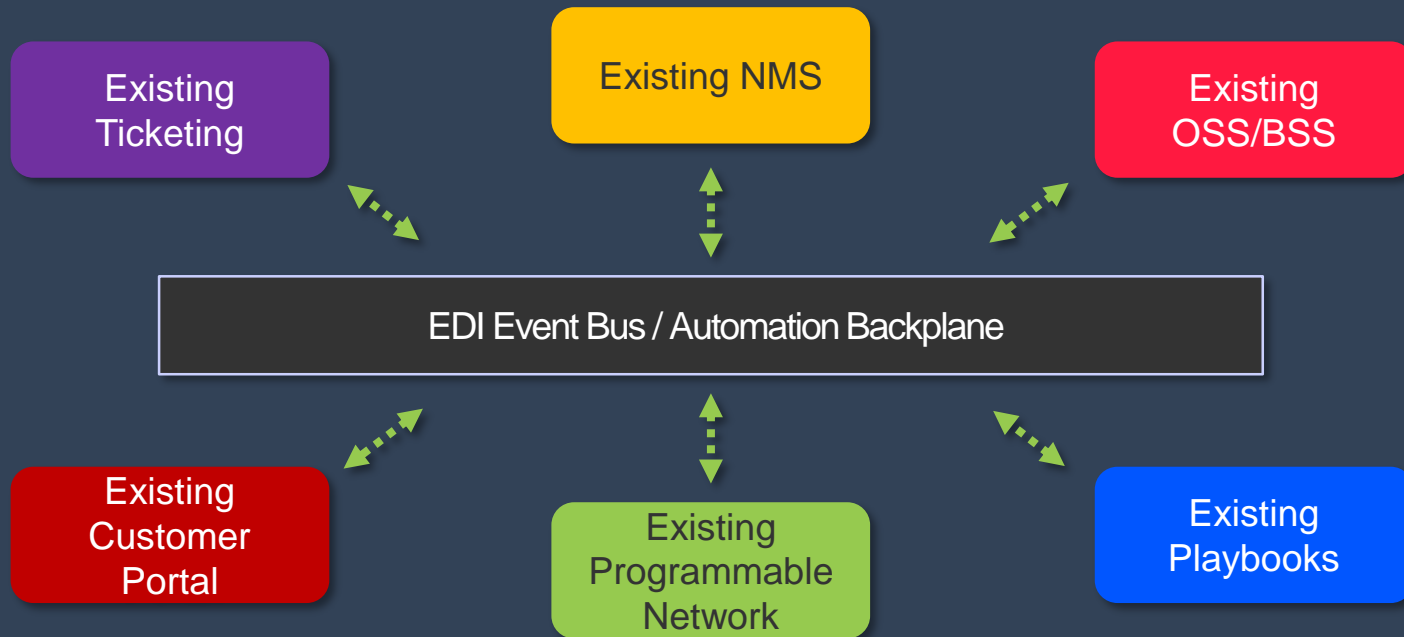 Existing
Ticketing
Existing NMS
Existing
OSS/BSS
EDI Event Bus / Automation Backplane
Existing
Customer
Portal
Existing
Programmable
Network
Existing
Playbooks